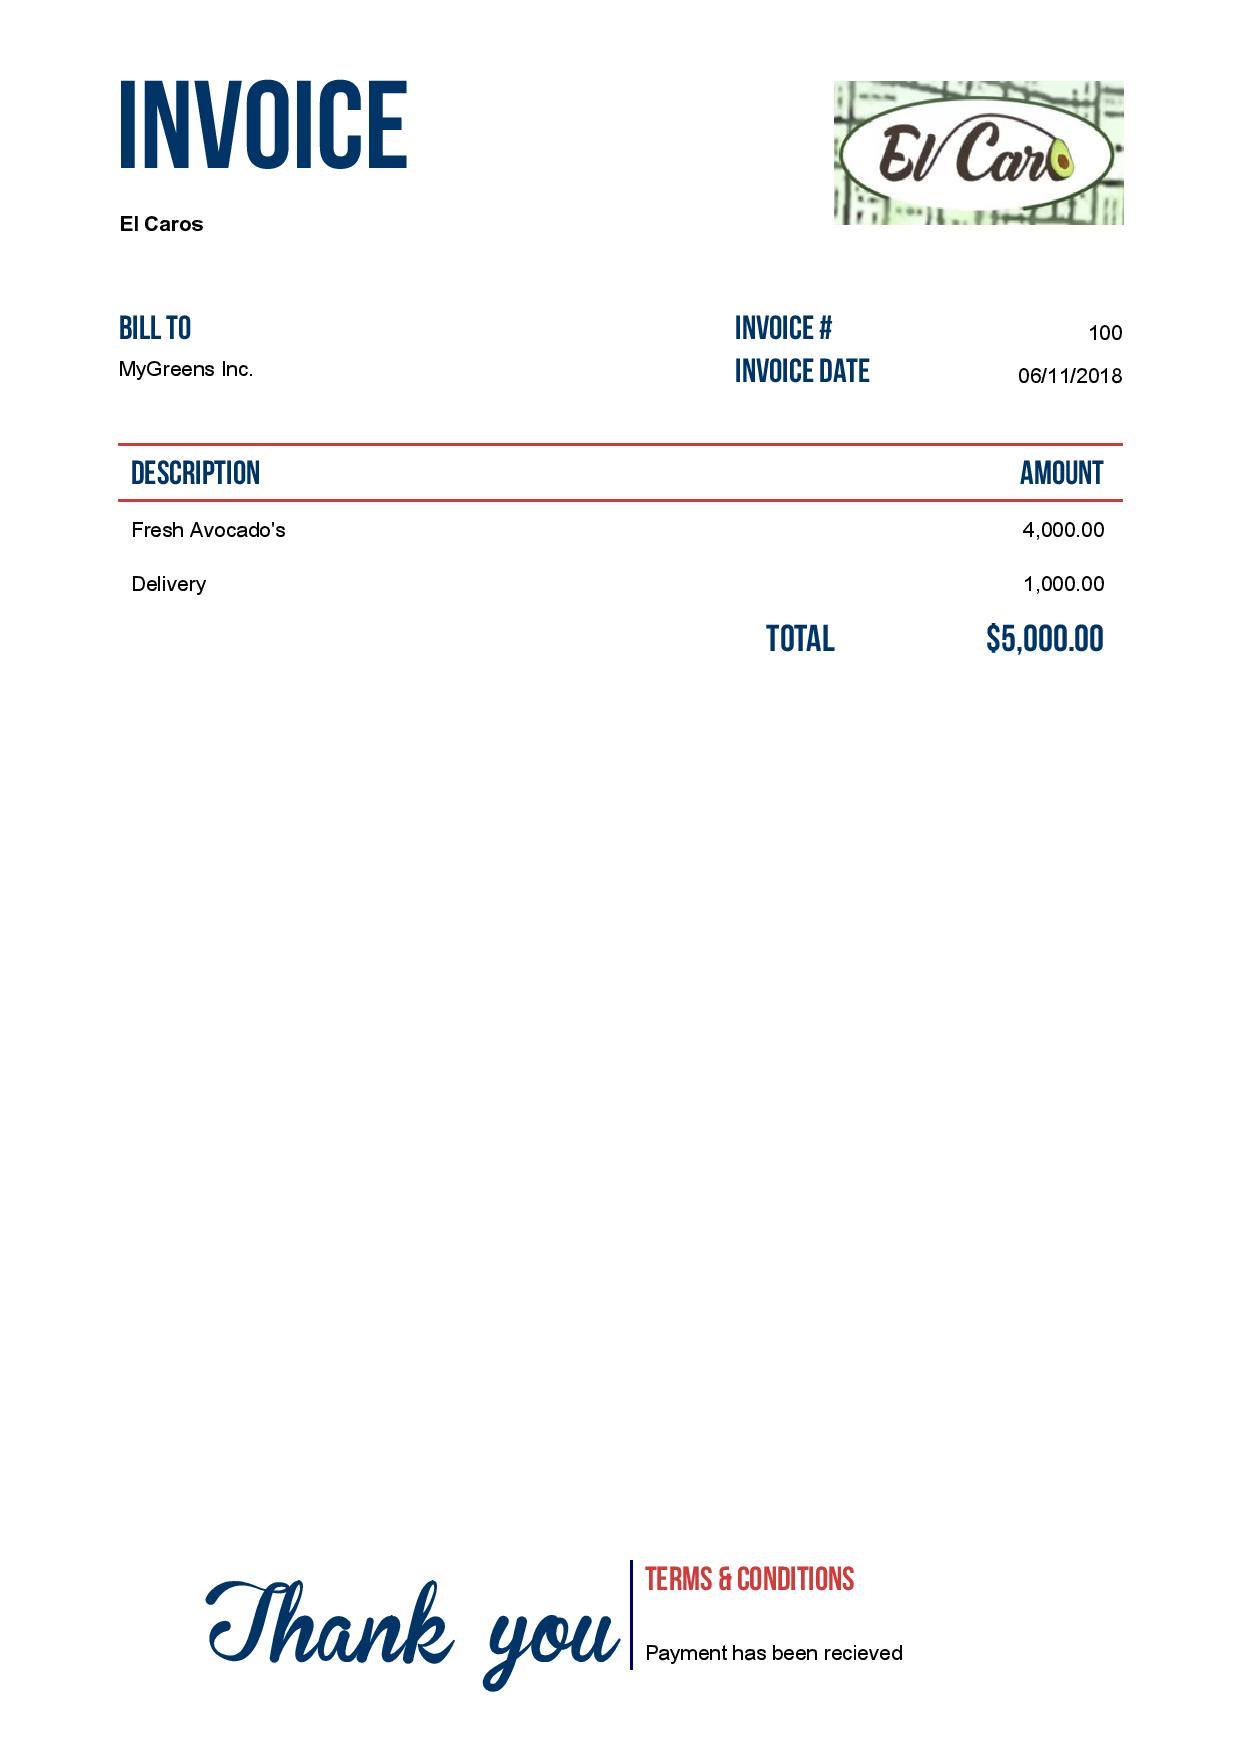 INVOICE
El Caro
El Caros
BILL TO
MyGreens Inc.
INVOICE # 100
INVOICE DATE 06/11/2018
DESCRIPTION AMOUNT
Fresh Avocado's 4,000.00
Delivery 1,000.00
TOTAL $5,000.00
Thank you
TERMS & CONDITIONS
Payment has been recieved